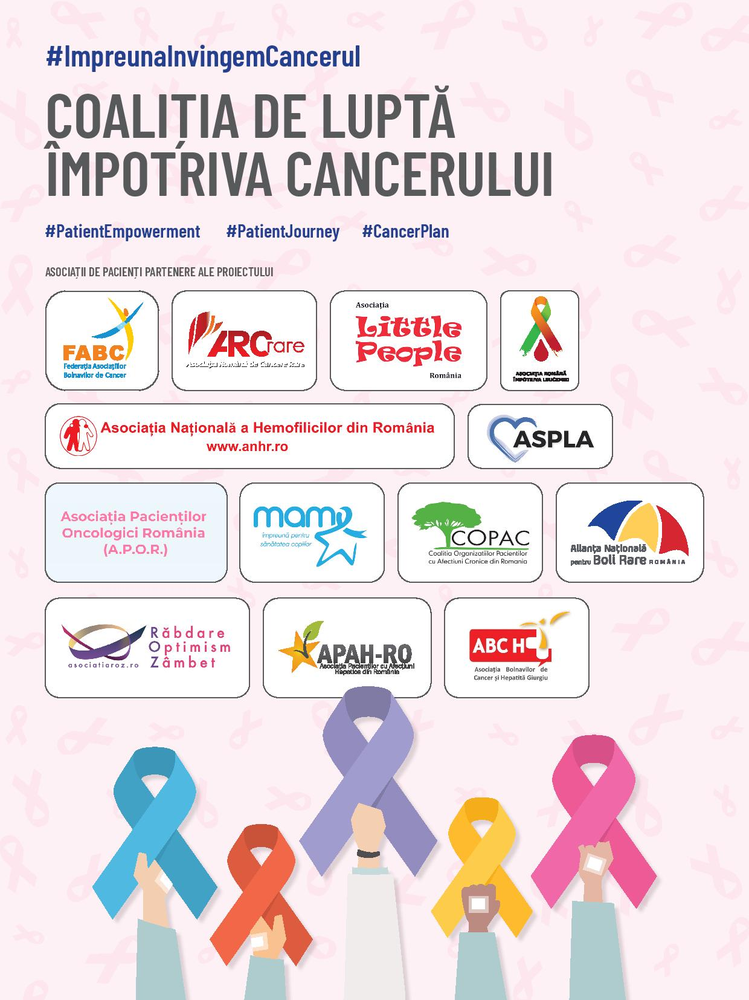 #ImpreunaInvingemCancerul
COALIȚIA DE LUPTĂ
ÎMPOTRIVA CANCERULUI
#PatientEmpowerment #PatientJourney #CancerPlan
ASOCIAȚII DE PACIENȚI PARTENERE ALE PROIECTULUI
FABC
Federația Asociațiilor
Bolnavilor de Cancer
ARCrare
Asociația Română de Cancere Rare
Asociația
Little
People
România
ASOCIAȚIA ROMÂNĂ
ÎMPOTRIVA LEUCEMIEI
Asociația Națională a Hemofilicilor din România
www.anhr.ro
ASPLA
Asociația Pacienților
Oncologici România
(A.P.O.R.)
mame
împreună pentru
sănătatea copiilor
COPAC
Coalitia Organizatiilor Pacientilor
cu Afectiuni Cronice din Romania
Alianța Națională
pentru Boli Rare ROMÂNIA
Răbdare
Optimism
Zâmbet
asociatiaroz.ro
APAH-RO
Asociația Pacienților cu Afecțiuni
Hepatice din România
ABC H
Asociația Bolnavilor de
Cancer și Hepatită Giurgiu